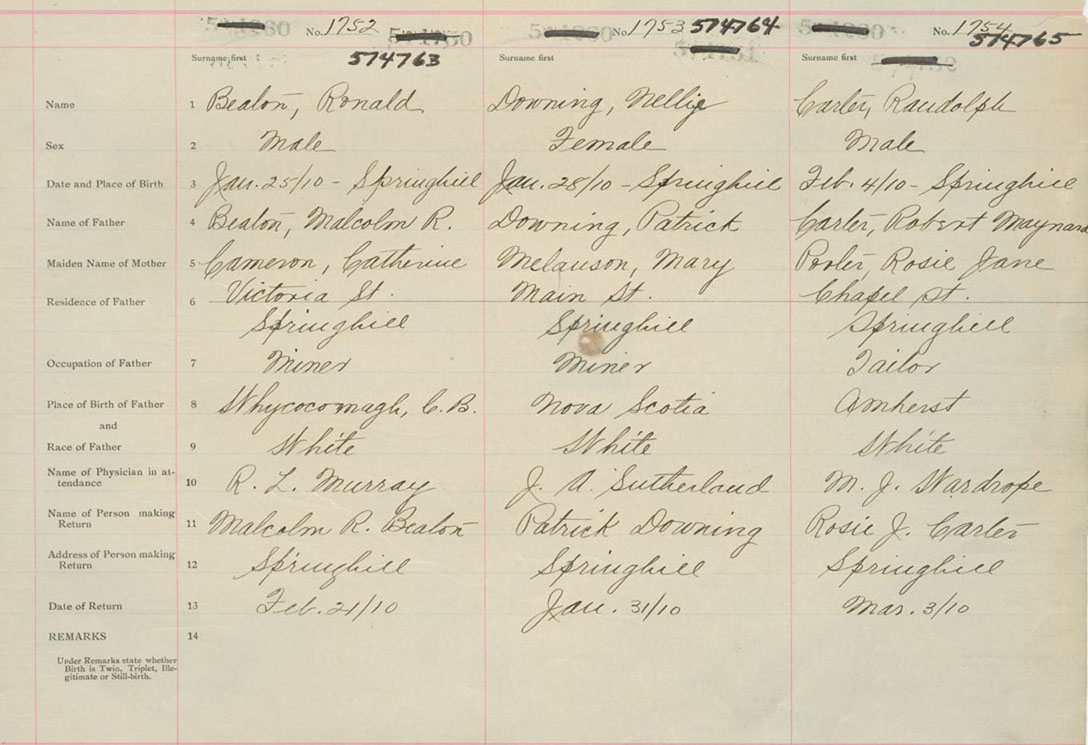 No. 1752 No. 1753 574764 No. 1754
574763 574765
Surname first Surname first Surname first
Name 1 Beaton, Ronald Downing, Nellie Carter, Randolph
Sex 2 Male Female Male
Date and Place of Birth 3 Jan. 25/10 - Springhill Jan. 28/10 - Springhill Feb. 4/10 - Springhill
Name of Father 4 Beaton, Malcolm R. Downing, Patrick Carter, Robert Maynard
Maiden Name of Mother 5 Cameron, Catherine Melanson, Mary Rosie Jane
Residence of Father 6 Victoria St. Main St. Chapel St.
Springhill Springhill Springhill
Occupation of Father 7 Miner Miner Tailor
Place of Birth of Father 8 Whycocomagh, C.B. Nova Scotia Amherst
and
Race of Father 9 White White White
Name of Physician in at-
tendance 10 R. L. Murray J. A. Sutherland M. J. Wardrope
Name of Person making
Return 11 Malcolm R. Beaton Patrick Downing Rosie J. Carter
Address of Person making
Return 12 Springhill Springhill Springhill
Date of Return 13 Feb. 21/10 Jan. 31/10 Mar. 3/10
REMARKS 14
Under Remarks state whether
Birth is Twin, Triplet, Ille-
gitimate or Still-birth.